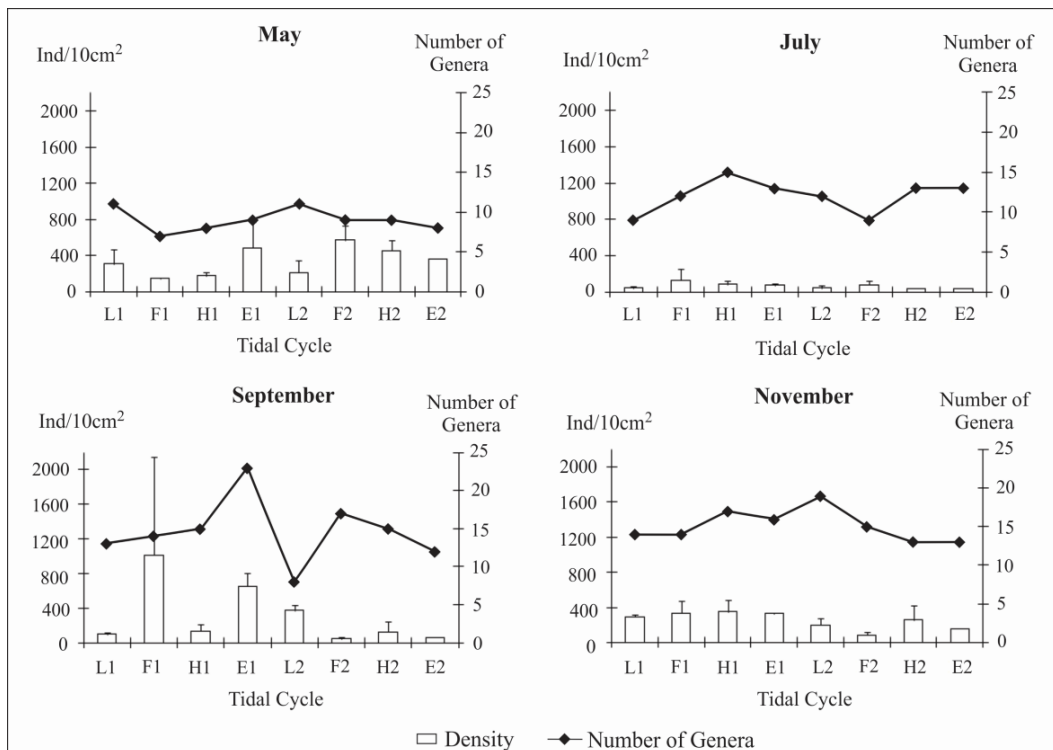 May
Ind/10cm²
Number of
Genera
2000
1600
1200
800
400
0
25
20
15
10
5
0
L1 F1 H1 E1 L2 F2 H2 E2
Tidal Cycle
July
Ind/10cm²
Number of
Genera
2000
1600
1200
800
400
0
25
20
15
10
5
0
L1 F1 H1 E1 L2 F2 H2 E2
Tidal Cycle
September
Ind/10cm²
Number of
Genera
2000
1600
1200
800
400
0
25
20
15
10
5
0
L1 F1 H1 E1 L2 F2 H2 E2
Tidal Cycle
November
Ind/10cm²
Number of
Genera
2000
1600
1200
800
400
0
25
20
15
10
5
0
L1 F1 H1 E1 L2 F2 H2 E2
Tidal Cycle
Density Number of Genera